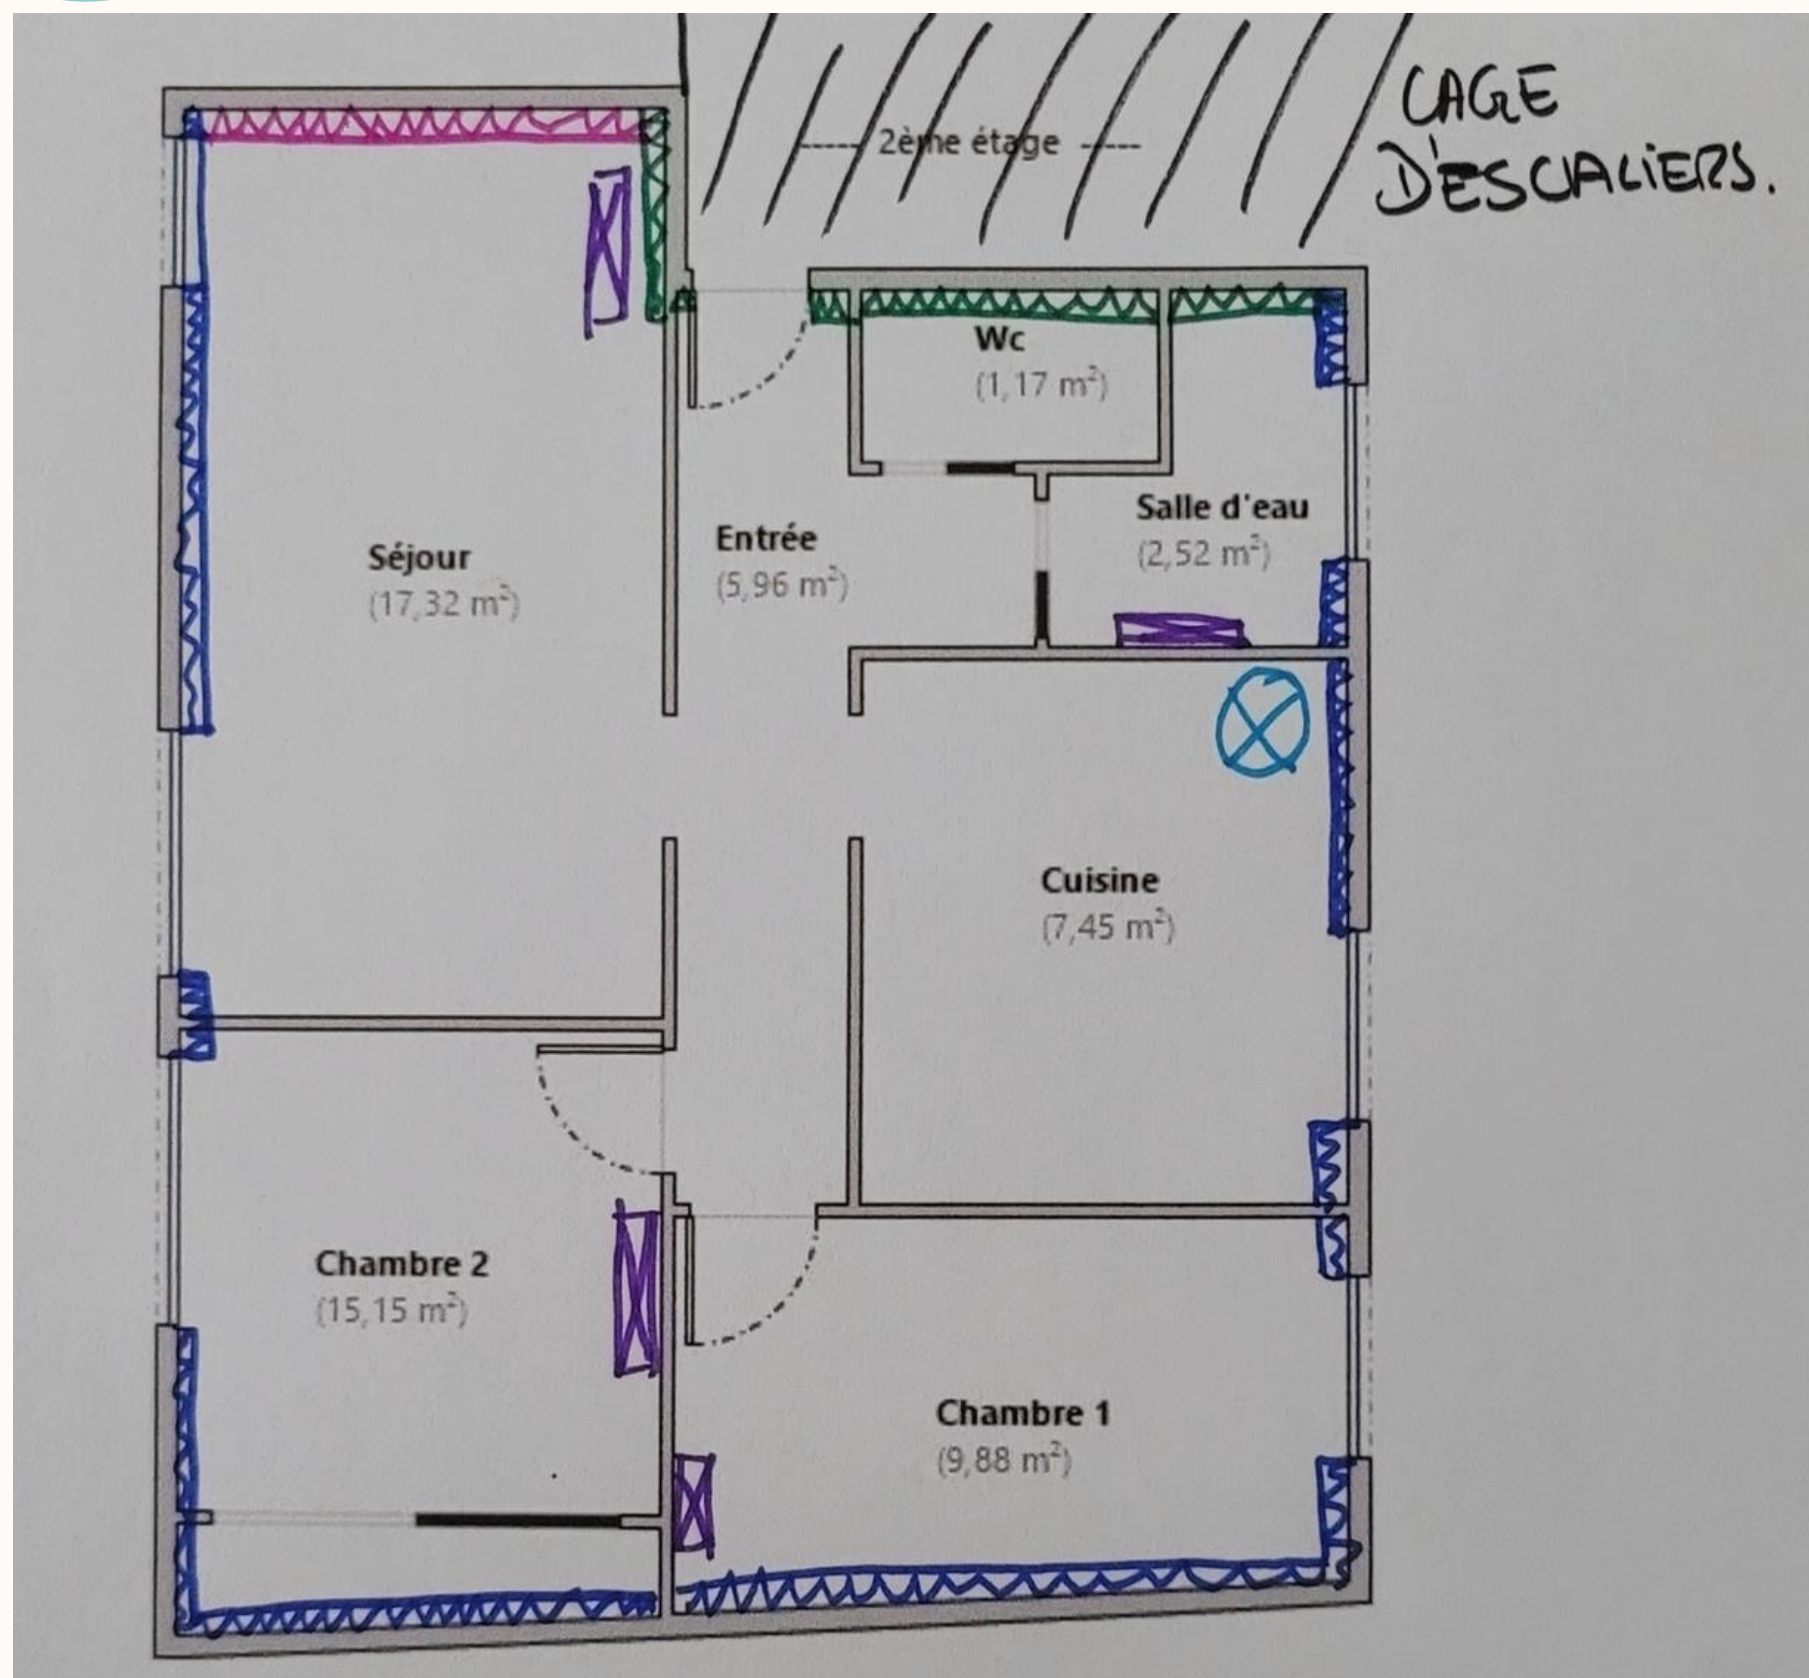 CAGE
D'ESCALIERS.
----- 2ème étage -----
Wc
(1,17 m²)
Salle d'eau
(2,52 m²)
Entrée
(5,96 m²)
Séjour
(17,32 m²)
Cuisine
(7,45 m²)
Chambre 2
(15,15 m²)
Chambre 1
(9,88 m²)